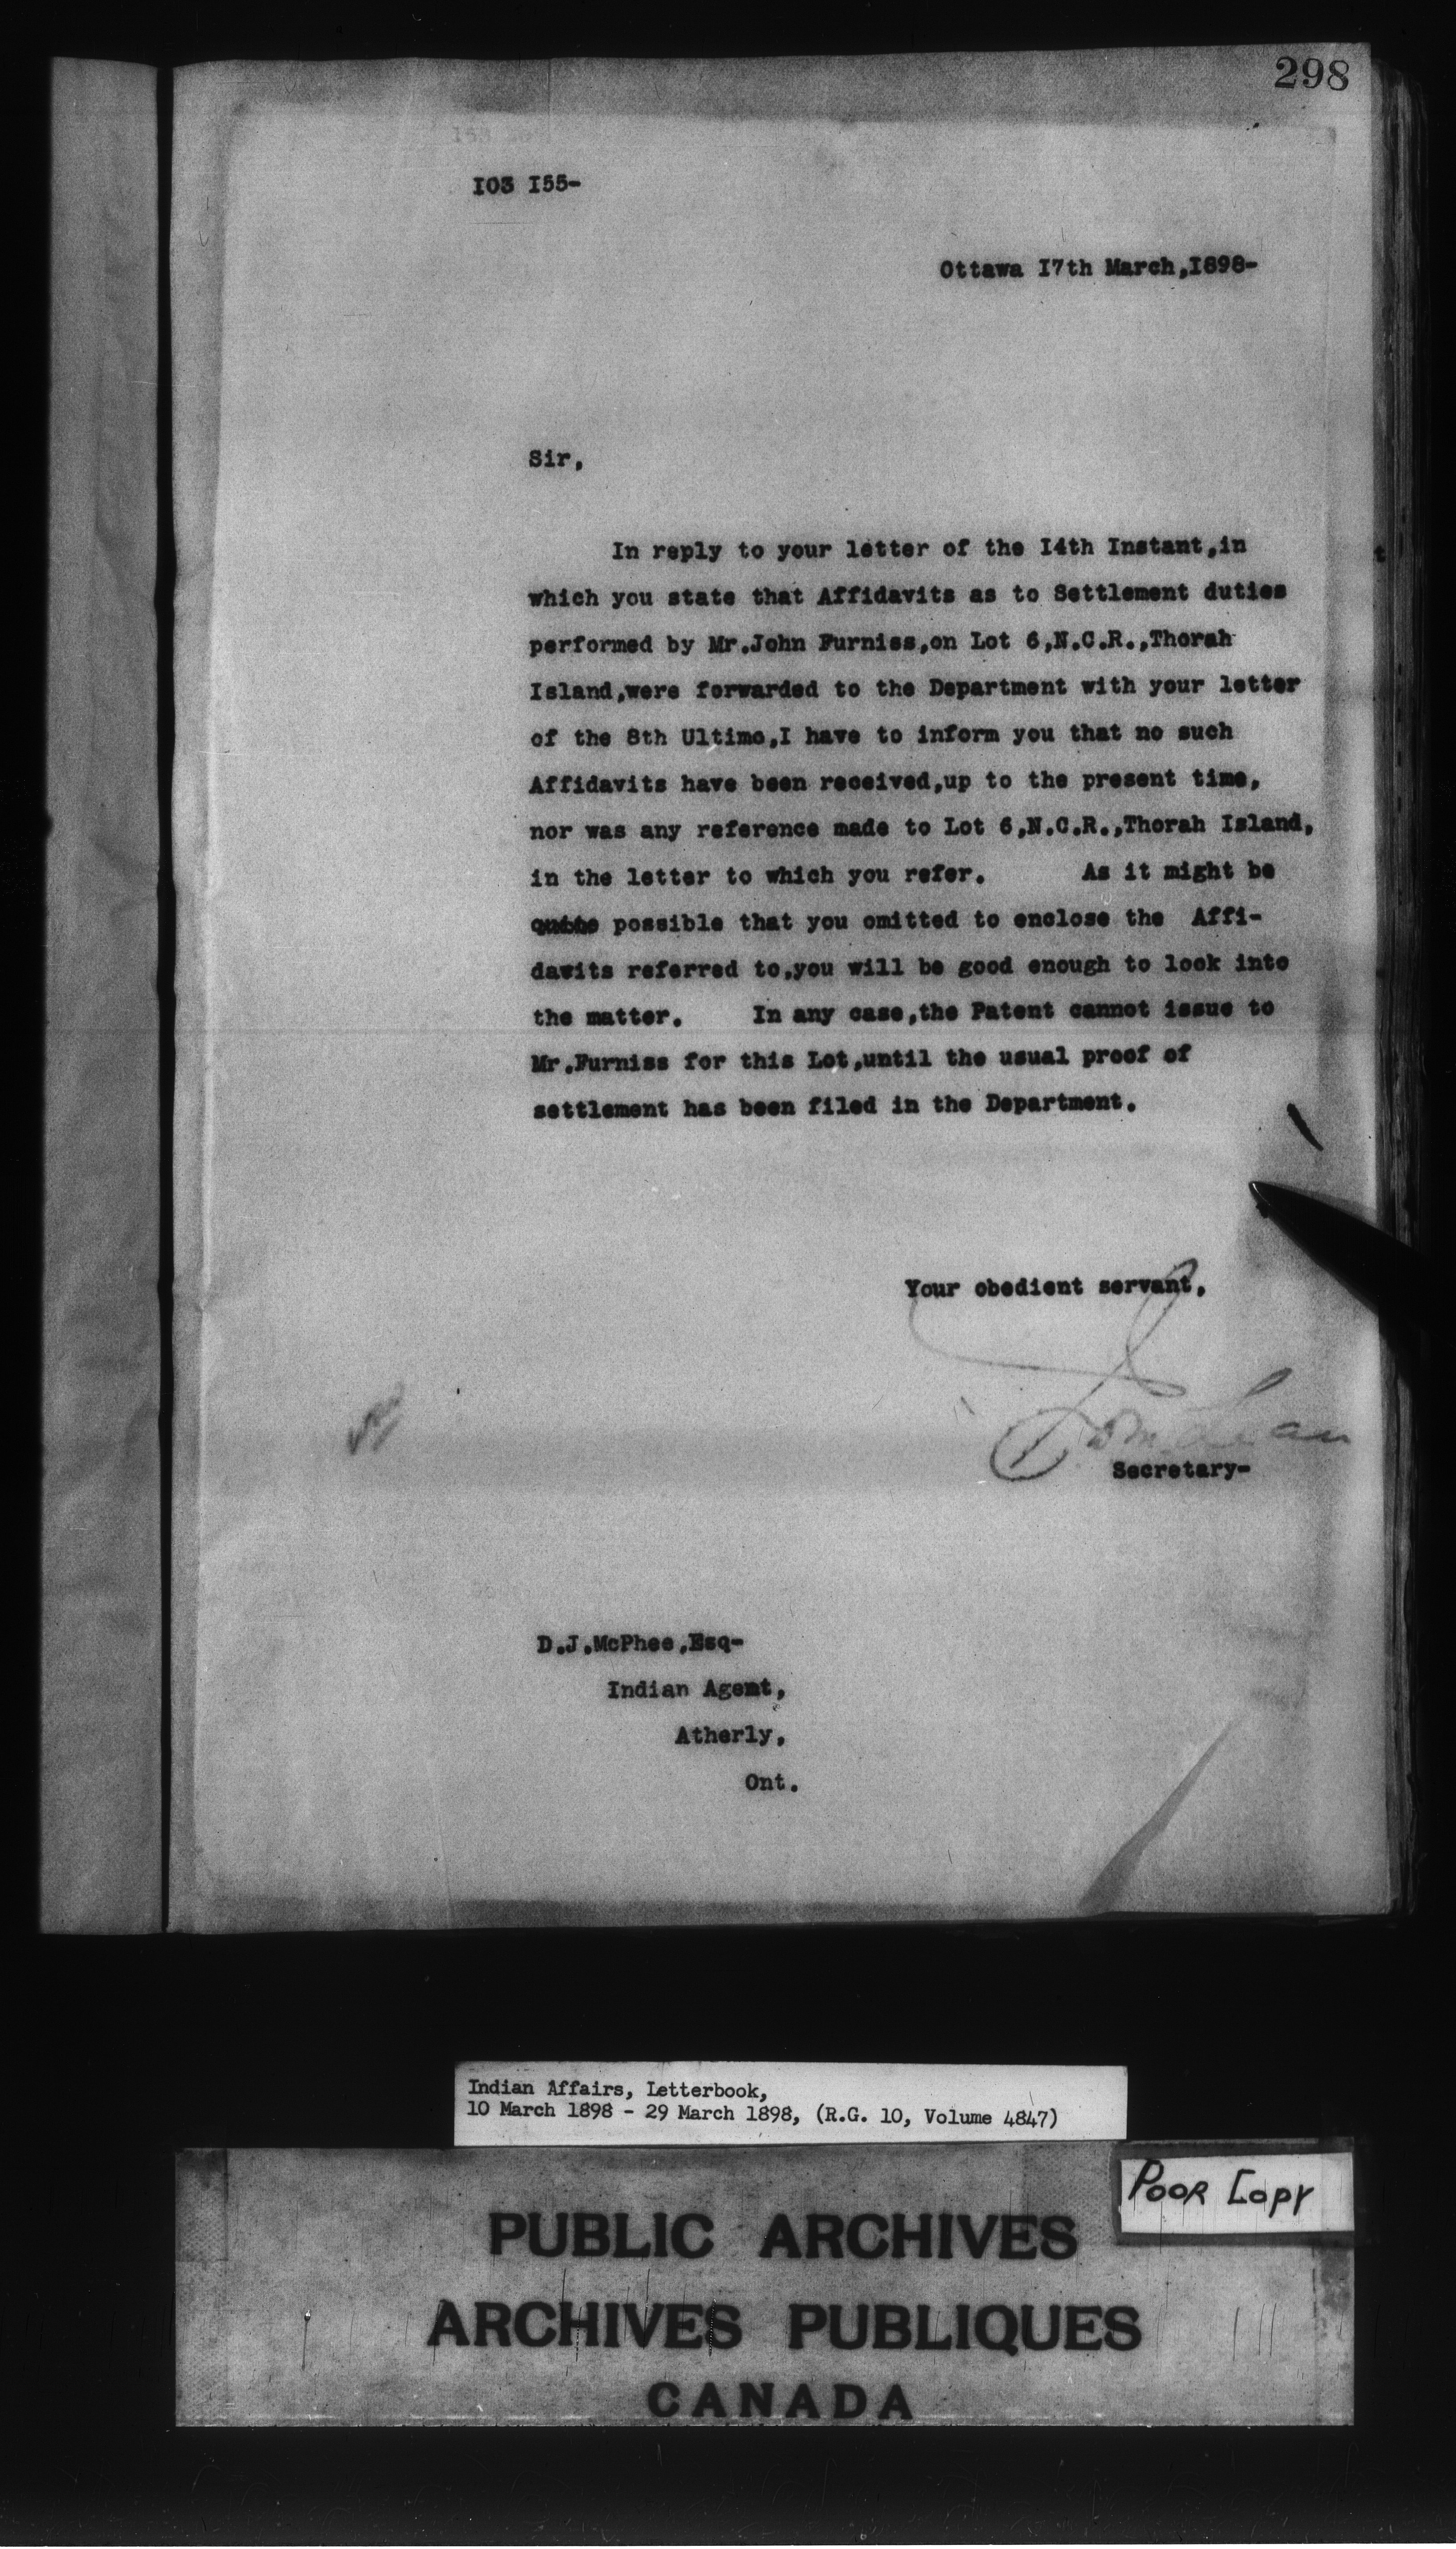 298
I03 I55-
Ottawa I7th March,I898-
Sir,
In reply to your letter of the I4th Instant,in
which you state that Affidavits as to Settlement duties
performed by Mr.John Furniss,on Lot 6,N.C.R.,Thorah
Island,were forwarded to the Department with your letter
of the 8th Ultimo,I have to inform you that no such
Affidavits have been received,up to the present time,
nor was any reference made to Lot 6,N.C.R.,Thorah Island,
in the letter to which you refer. As it might be
possible that you omitted to enclose the Affi-
davits referred to,you will be good enough to look into
the matter. In any case,the Patent cannot issue to
Mr.Furniss for this Lot,until the usual proof of
settlement has been filed in the Department.
Your obedient servant,
Secretary-
D.J.McPhee,Esq-
Indian Agent,
Atherly,
Ont.
Indian Affairs, Letterbook,
10 March 1898 - 29 March 1898, (R.G. 10, Volume 4847)
POOR Copy
PUBLIC ARCHIVES
ARCHIVES PUBLIQUES
CANADA